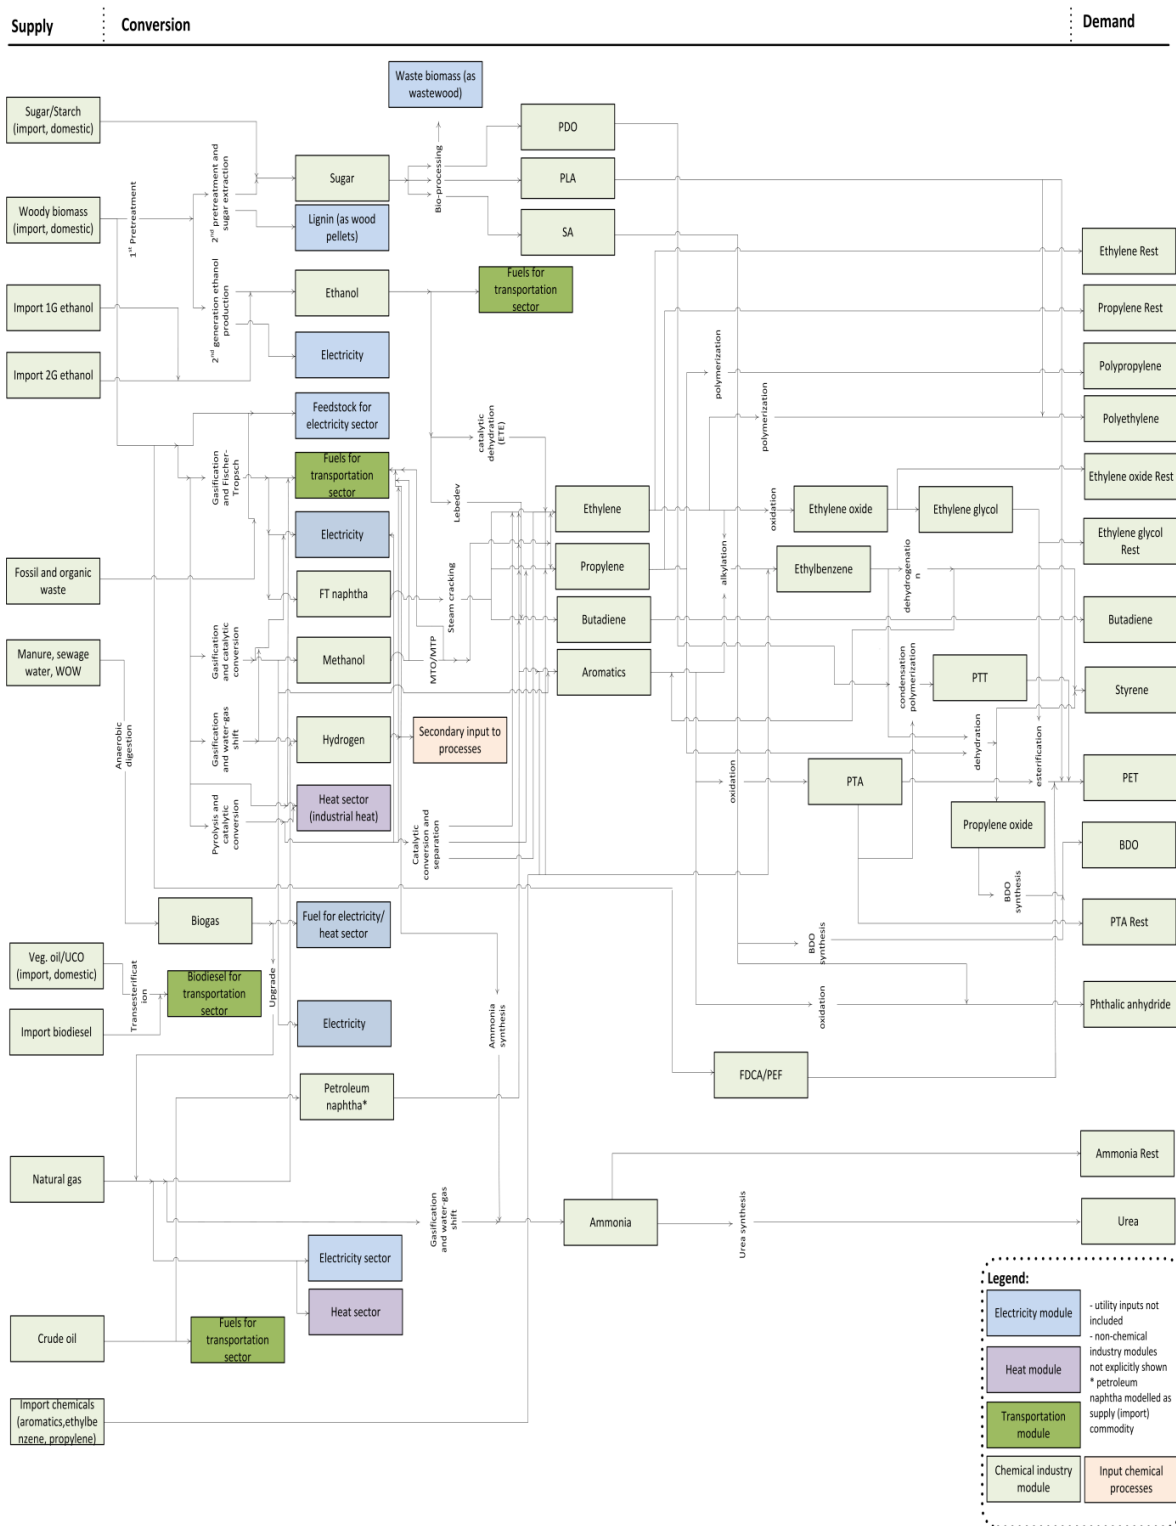 Supply
Conversion
Demand
Waste biomass (as
wastewood)
Sugar/Starch
(import, domestic)
PDO
Bio-processing
Sugar
PLA
2nd pretreatment and
sugar extraction
Woody biomass
(import, domestic)
1st Pretreatment
Lignin (as wood
pellets)
SA
Ethylene Rest
Import 1G ethanol
2nd generation ethanol
production
Ethanol
Fuels for
transportation
sector
Propylene Rest
Import 2G ethanol
Electricity
polymerization
Polypropylene
Feedstock for
electricity sector
catalytic
dehydration
(ETE)
polymerization
Polyethylene
Gasification
and Fischer-
Tropsch
Fuels for
transportation
sector
Lebedev
Ethylene oxide Rest
Electricity
Ethylene
oxidation
Ethylene oxide
Ethylene glycol
Ethylene glycol
Rest
Fossil and organic
waste
FT naphtha
Steam cracking
Propylene
alkylation
Ethylbenzene
dehydrogenatio
n
Butadiene
Butadiene
Manure, sewage
water, WOW
Gasification
and catalytic
conversion
Methanol
MTO/MTP
Aromatics
condensation
polymerization
PTT
Styrene
Anaerobic
digestion
Gasification
and water-gas
shift
Hydrogen
Secondary input to
processes
dehydration
esterification
oxidation
PTA
PET
Pyrolysis and
catalytic
conversion
Heat sector
(industrial heat)
Catalytic
conversion and
separation
Propylene oxide
BDO
BDO
synthesis
Biogas
Fuel for electricity/
heat sector
PTA Rest
BDO
synthesis
Veg. oil/UCO
(import, domestic)
Transesterificat
ion
Biodiesel for
transportation
sector
Upgrade
Import biodiesel
Electricity
Ammonia
synthesis
oxidation
Phthalic anhydride
FDCA/PEF
Petroleum
naphtha*
Natural gas
Ammonia Rest
Gasification
and water-gas
shift
Ammonia
Urea synthesis
Urea
Electricity sector
Heat sector
Crude oil
Fuels for
transportation
sector
Import chemicals
(aromatics,ethylbe
nzene, propylene)
Legend:
Electricity module
Heat module
Transportation
module
Chemical industry
module
Input chemical
processes
- utility inputs not
included
- non-chemical
industry modules
not explicitly shown
* petroleum
naphtha modelled as
supply (import)
commodity